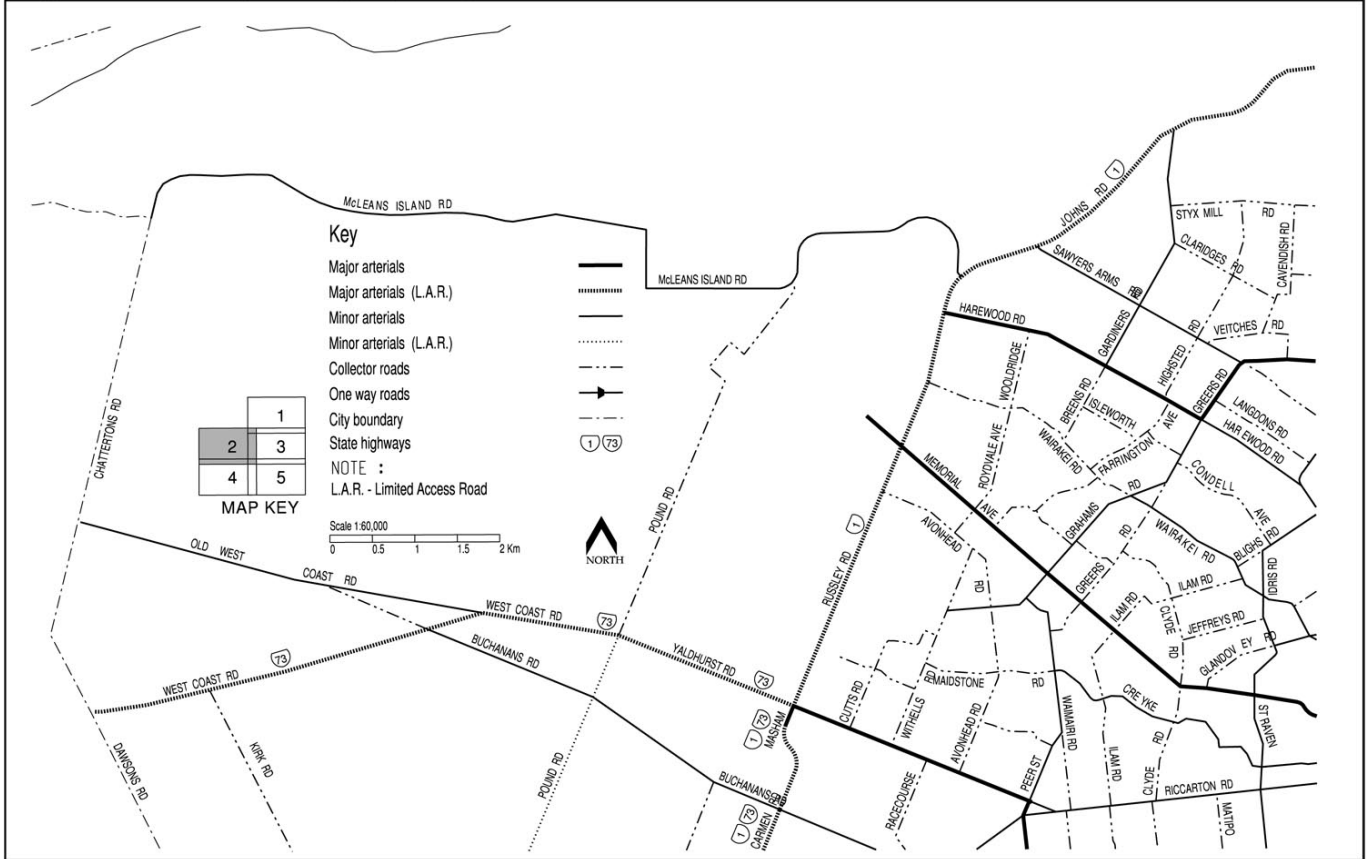 JOHNS RD
1
STYX MILL RD
CLARIDGES RD
CAVENDISH RD
McLEANS ISLAND RD
Key
Major arterials
Major arterials (L.A.R.)
Minor arterials
Minor arterials (L.A.R.)
Collector roads
One way roads
City boundary
State highways
1 73
NOTE :
L.A.R. - Limited Access Road
Scale 1:60,000
0 0.5 1 1.5 2 Km
NORTH
1
2
3
4
5
MAP KEY
McLEANS ISLAND RD
SAWYERS ARMS RD
HAREWOOD RD
GARDINERS RD
HIGHSTED RD
VEITCHES RD
WOOLDRIDGE
BREENS RD
ISLEWORTH
GREERS RD
LANGDONS RD
HAREWOOD RD
CHATTERTONS RD
ROYDVALE AVE
WAIRAKEI RD
FARRINGTON AVE
MEMORIAL AVE
CONDELL AVE
POUND RD
AVONHEAD RD
GRAHAMS RD
WAIRAKEI RD
BLIGHS RD
1
RUSSLEY RD
GREERS RD
ILAM RD
ILAM RD
IDRIS RD
CLYDE RD
JEFFREYS RD
GLANDOVEY RD
OLD WEST COAST RD
WEST COAST RD
73
BUCHANANS RD
YALDHURST RD
73
WEST COAST RD
73
CUTTS RD
WITHELLS RD
MAIDSTONE RD
CREYKE
WAIMAIRI RD
1 73
MASHAM
AVONHEAD RD
ST RAVEN
DAWSONS RD
KIRK RD
POUND RD
BUCHANANS RD
1 73
CARMEN RD
RACECOURSE
PEER ST
ILAM RD
CLYDE RD
RICCARTON RD
MATIPO